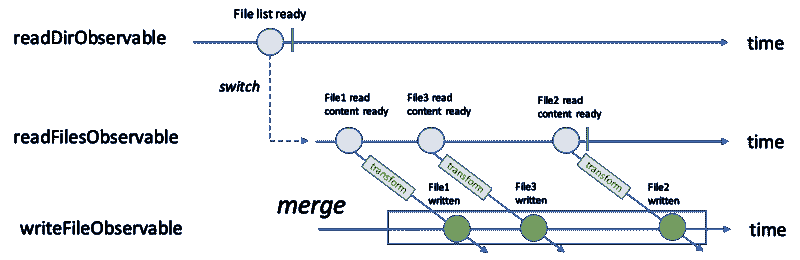 File list ready
readDirObservable
time
switch
File1 read
content ready
File3 read
content ready
File2 read
content ready
readFilesObservable
time
transform
transform
transform
File1
written
File3
written
File2
written
merge
writeFileObservable
time